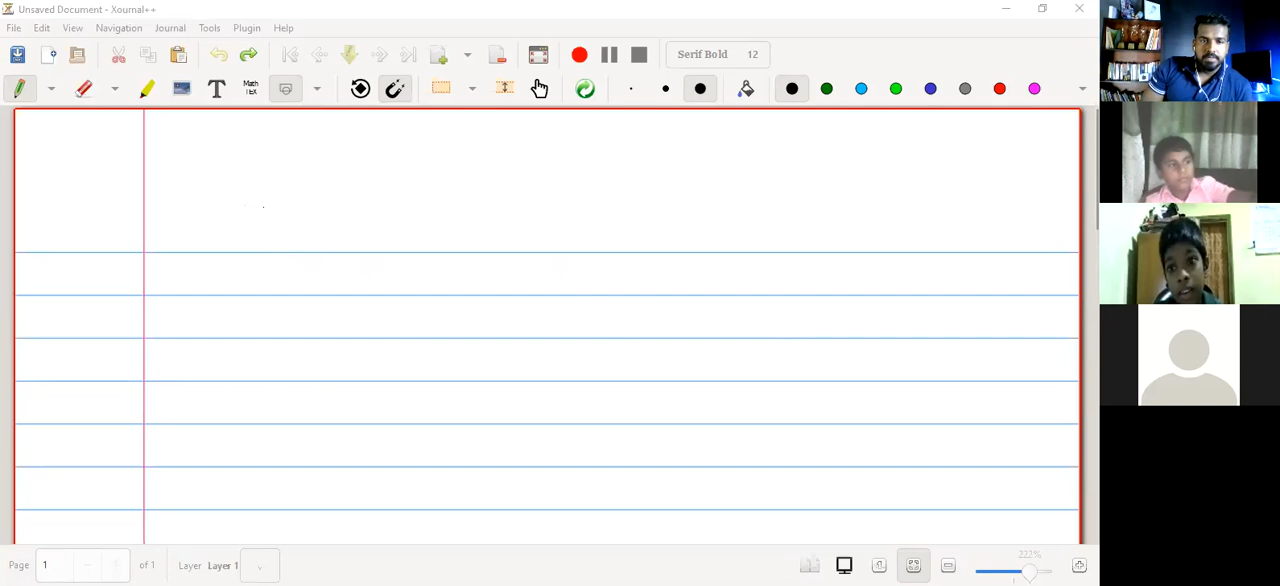 Unsaved Document - Xournal++
File Edit View Navigation Journal Tools Plugin Help
Serif Bold 12
Math
TEX
Page 1 of 1 Layer Layer 1 222%